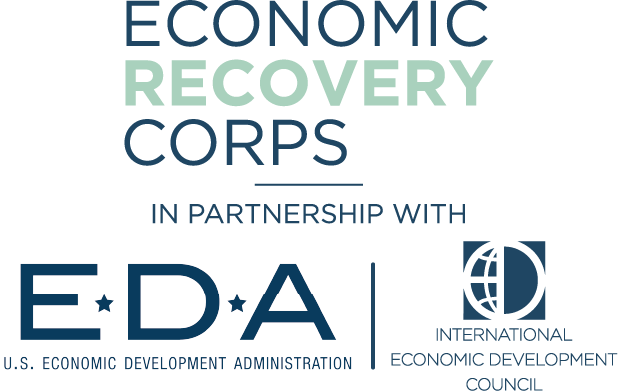 ECONOMIC
RECOVERY
CORPS
IN PARTNERSHIP WITH
E★D★A
U.S. ECONOMIC DEVELOPMENT ADMINISTRATION
INTERNATIONAL
ECONOMIC DEVELOPMENT
COUNCIL